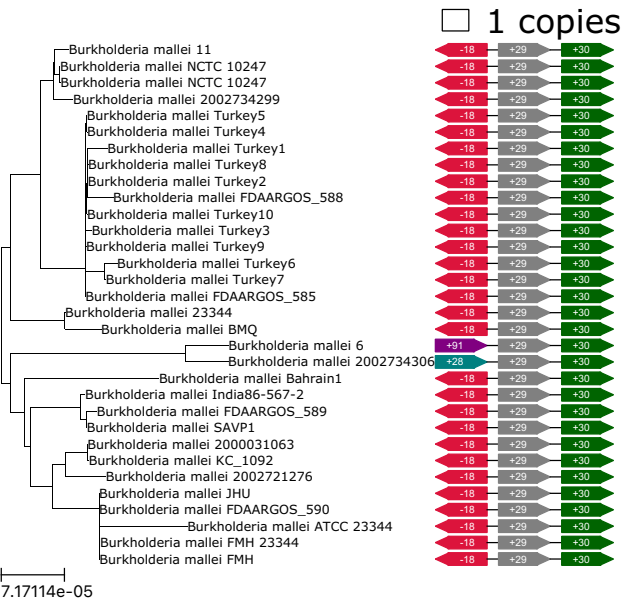 1 copies
Burkholderia mallei 11 -18 +29 +30
Burkholderia mallei NCTC 10247 -18 +29 +30
Burkholderia mallei NCTC 10247 -18 +29 +30
Burkholderia mallei 2002734299 -18 +29 +30
Burkholderia mallei Turkey5 -18 +29 +30
Burkholderia mallei Turkey4 -18 +29 +30
Burkholderia mallei Turkey1 -18 +29 +30
Burkholderia mallei Turkey8 -18 +29 +30
Burkholderia mallei Turkey2 -18 +29 +30
Burkholderia mallei FDAARGOS_588 -18 +29 +30
Burkholderia mallei Turkey10 -18 +29 +30
Burkholderia mallei Turkey3 -18 +29 +30
Burkholderia mallei Turkey9 -18 +29 +30
Burkholderia mallei Turkey6 -18 +29 +30
Burkholderia mallei Turkey7 -18 +29 +30
Burkholderia mallei FDAARGOS_585 -18 +29 +30
Burkholderia mallei 23344 -18 +29 +30
Burkholderia mallei BMQ -18 +29 +30
Burkholderia mallei 6 +91 +29 +30
Burkholderia mallei 2002734306 +28 +29 +30
Burkholderia mallei Bahrain1 -18 +29 +30
Burkholderia mallei India86-567-2 -18 +29 +30
Burkholderia mallei FDAARGOS_589 -18 +29 +30
Burkholderia mallei SAVP1 -18 +29 +30
Burkholderia mallei 2000031063 -18 +29 +30
Burkholderia mallei KC_1092 -18 +29 +30
Burkholderia mallei 2002721276 -18 +29 +30
Burkholderia mallei JHU -18 +29 +30
Burkholderia mallei FDAARGOS_590 -18 +29 +30
Burkholderia mallei ATCC 23344 -18 +29 +30
Burkholderia mallei FMH 23344 -18 +29 +30
Burkholderia mallei FMH -18 +29 +30
7.17114e-05